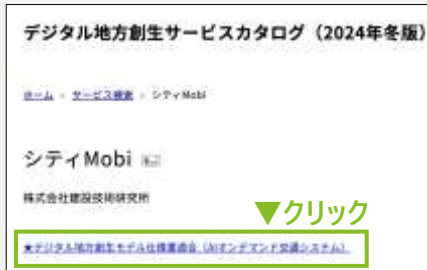 デジタル地方創生サービスカタログ（2024年冬版）
ホーム > サービス検索 > シティMobi
シティMobi
株式会社建設技術研究所
▼クリック
★デジタル地方創生モデル仕様書適合（AIオンデマンド交通システム）